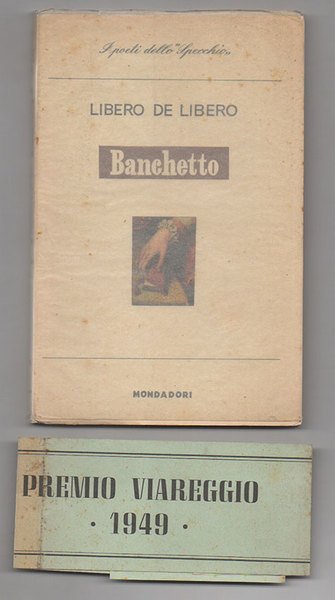 I poeti dello "Specchio"
LIBERO DE LIBERO
Banchetto
MONDADORI
PREMIO VIAREGGIO
· 1949 ·